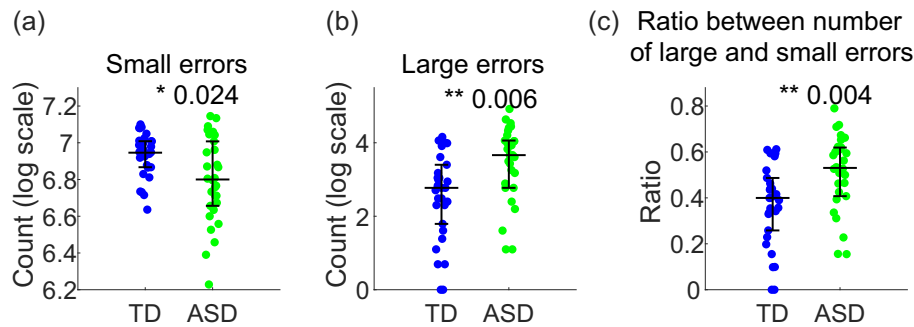 (a)
Small errors
* 0.024
Count (log scale)
7.2
7
6.8
6.6
6.4
6.2
TD
ASD
(b)
Large errors
** 0.006
Count (log scale)
4
2
0
TD
ASD
(c)
Ratio between number
of large and small errors
** 0.004
Ratio
0.8
0.6
0.4
0.2
0
TD
ASD